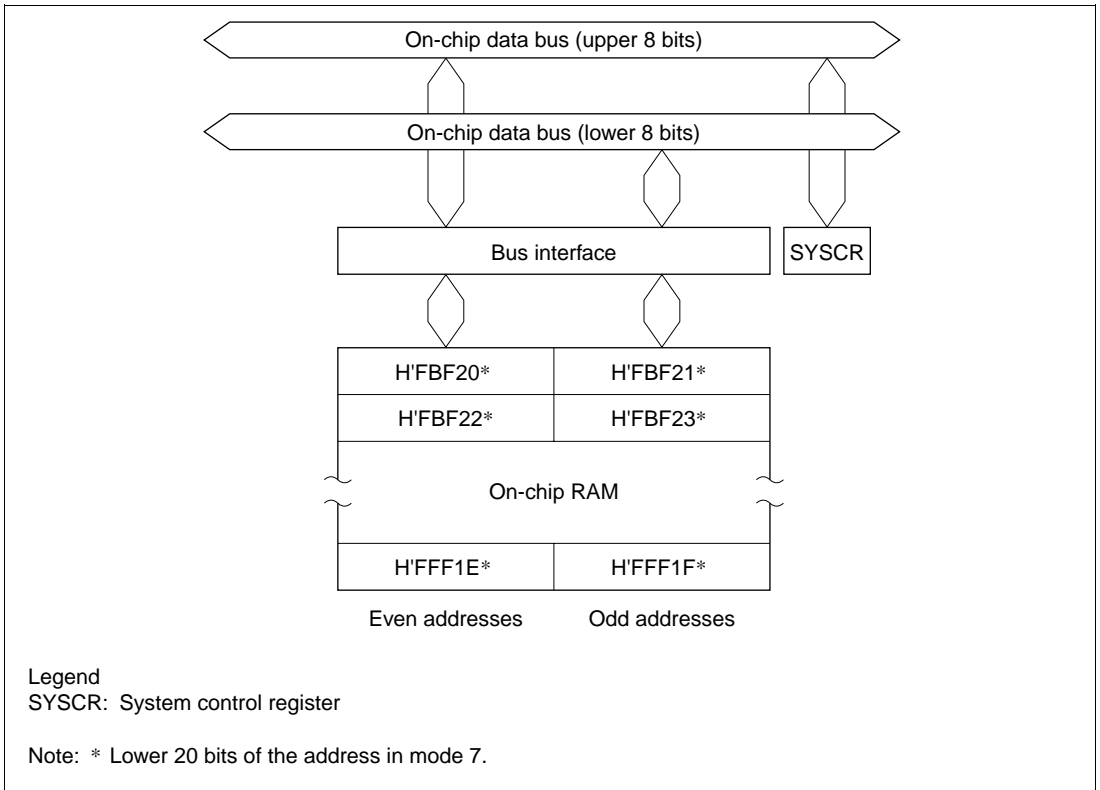 On-chip data bus (upper 8 bits)
On-chip data bus (lower 8 bits)
Bus interface
SYSCR
H'FBF20* H'FBF21*
H'FBF22* H'FBF23*
On-chip RAM
H'FFF1E* H'FFF1F*
Even addresses Odd addresses
Legend
SYSCR: System control register
Note: * Lower 20 bits of the address in mode 7.